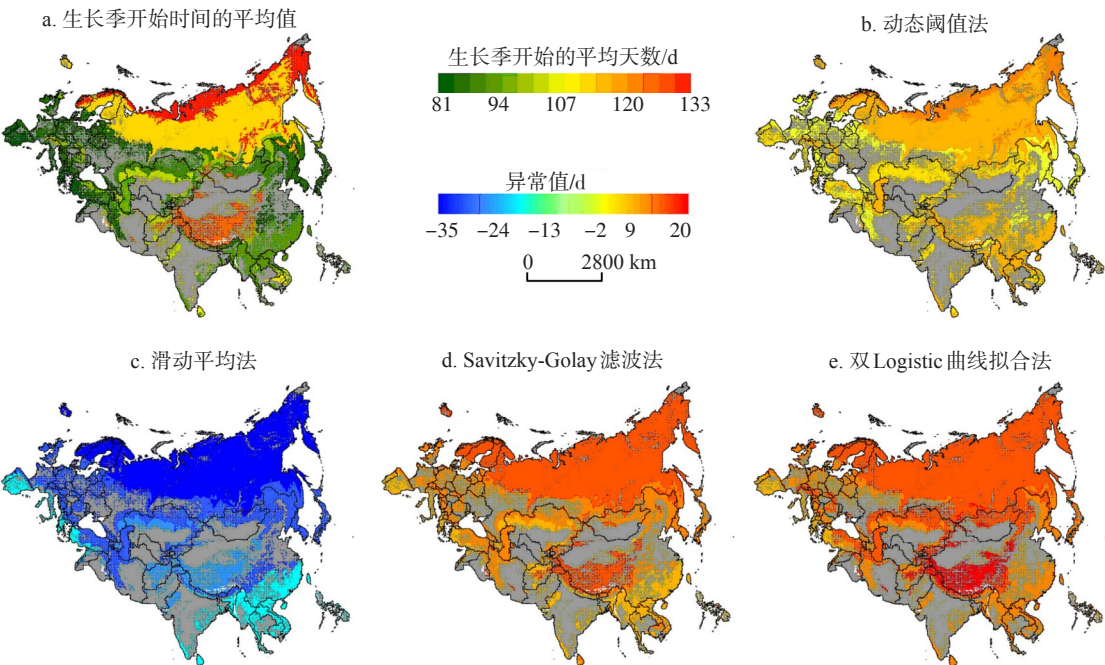 a. 生长季开始时间的平均值
生长季开始的平均天数/d
81 94 107 120 133
b. 动态阈值法
异常值/d
−35 −24 −13 −2 9 20
0 2800 km
c. 滑动平均法
d. Savitzky-Golay滤波法
e. 双Logistic曲线拟合法